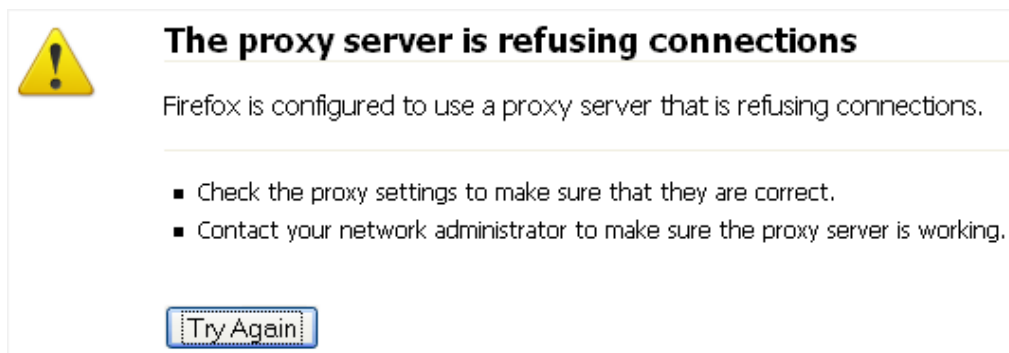 The proxy server is refusing connections
Firefox is configured to use a proxy server that is refusing connections.
Check the proxy settings to make sure that they are correct.
Contact your network administrator to make sure the proxy server is working.
Try Again